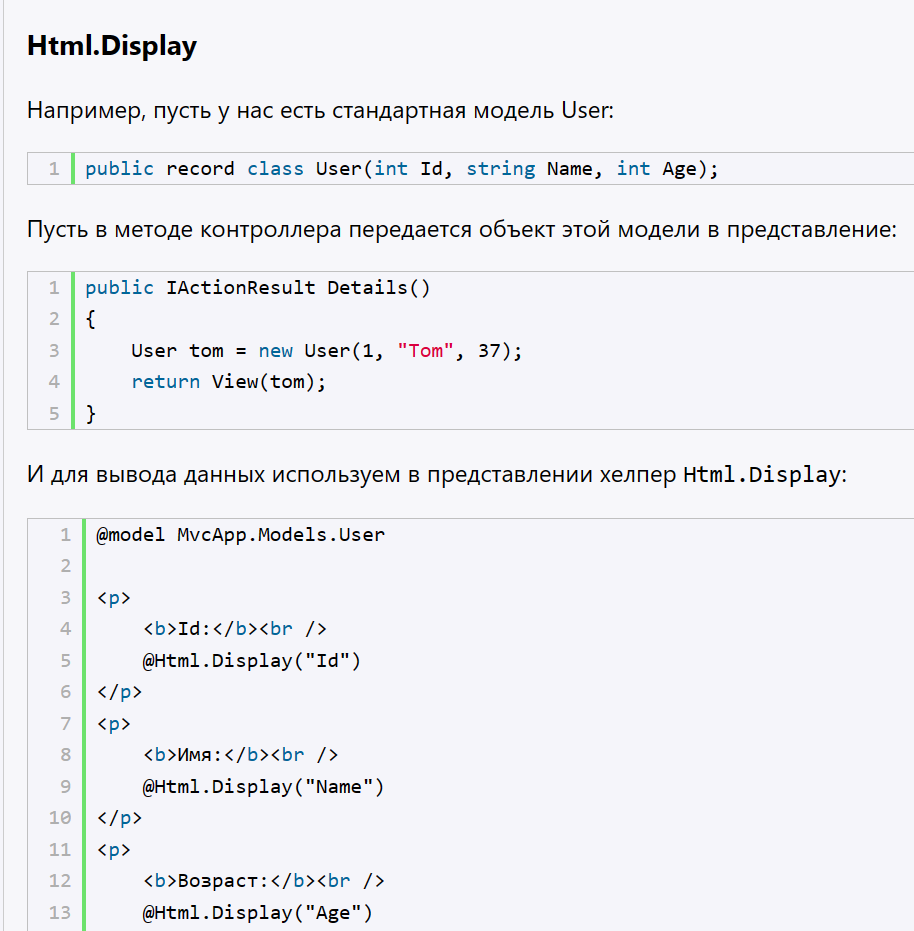 Html.Display
Например, пусть у нас есть стандартная модель User:
1 public record class User(int Id, string Name, int Age);
Пусть в методе контроллера передается объект этой модели в представление:
1 public IActionResult Details()
2 {
3     User tom = new User(1, "Tom", 37);
4     return View(tom);
5 }
И для вывода данных используем в представлении хелпер Html.Display:
1 @model MvcApp.Models.User
2
3 <p>
4     <b>Id:</b><br />
5     @Html.Display("Id")
6 </p>
7 <p>
8     <b>Имя:</b><br />
9     @Html.Display("Name")
10 </p>
11 <p>
12     <b>Возраст:</b><br />
13     @Html.Display("Age")